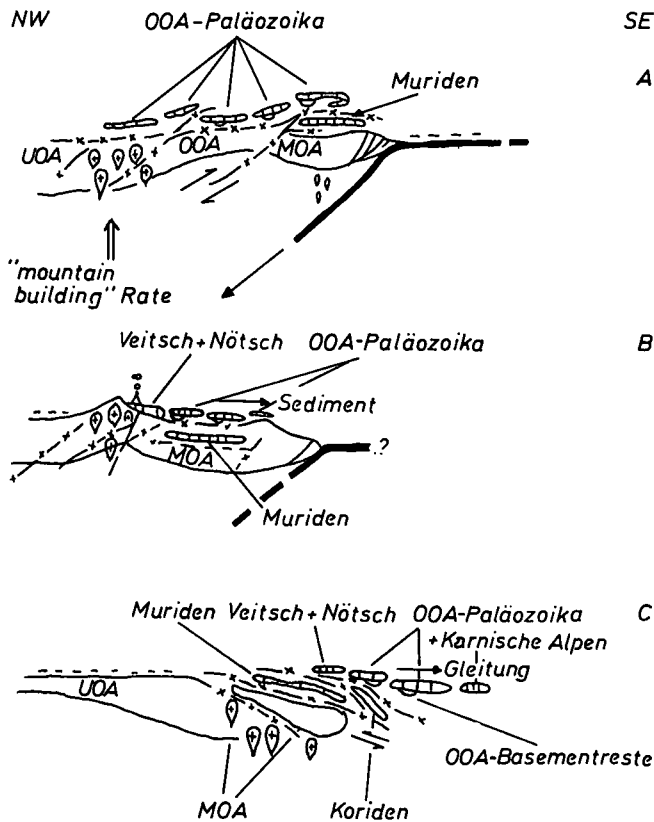 NW OOA-Paläozoika SE
A
Muriden
UOA OOA MOA
"mountain
building" Rate
Veitsch+Nötsch OOA-Paläozoika B
Sediment
MOA ?
Muriden
Muriden Veitsch+Nötsch OOA-Paläozoika C
+Karnische Alpen
Gleitung
UOA
OOA-Basementreste
MOA Koriden